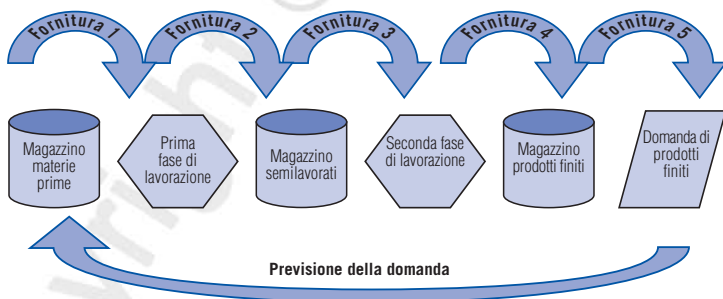 Fornitura 1
Fornitura 2
Fornitura 3
Fornitura 4
Fornitura 5
Magazzino
materie
prime
Prima
fase di
lavorazione
Magazzino
semilavorati
Seconda fase
di lavorazione
Magazzino
prodotti finiti
Domanda di
prodotti
finiti
Previsione della domanda